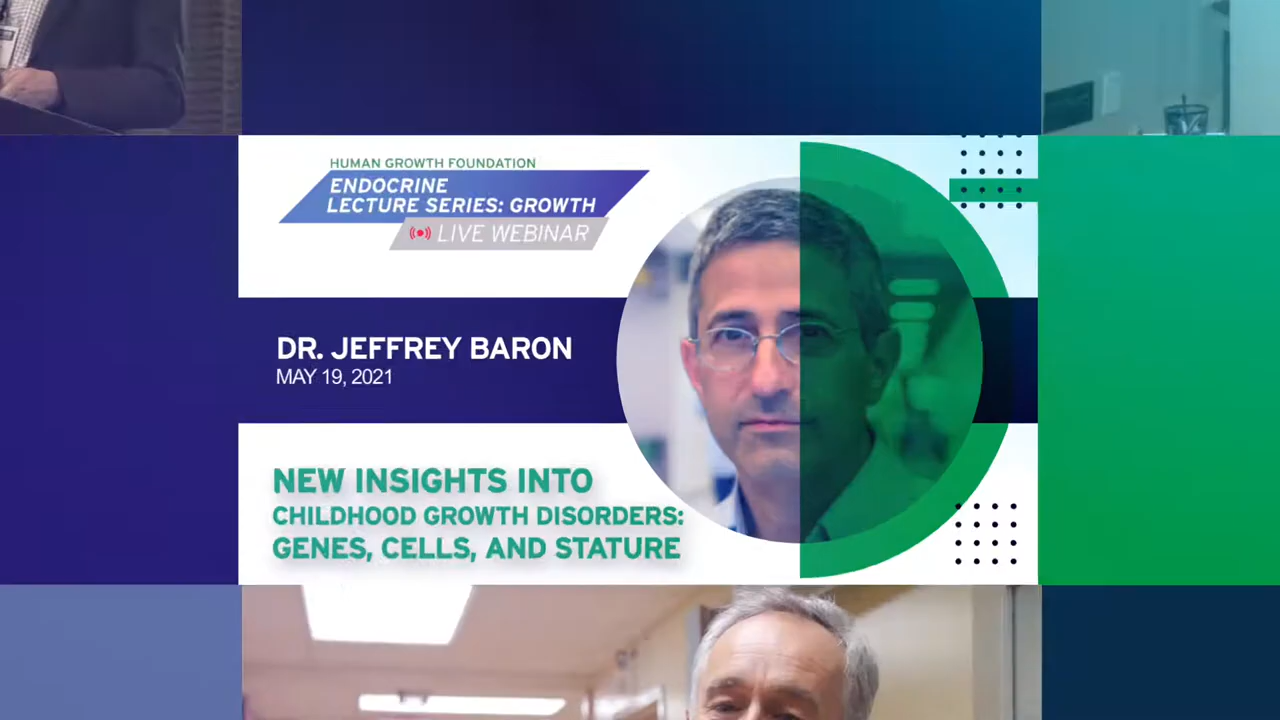 HUMAN GROWTH FOUNDATION
ENDOCRINE
LECTURE SERIES: GROWTH
LIVE WEBINAR
DR. JEFFREY BARON
MAY 19, 2021
NEW INSIGHTS INTO
CHILDHOOD GROWTH DISORDERS:
GENES, CELLS, AND STATURE